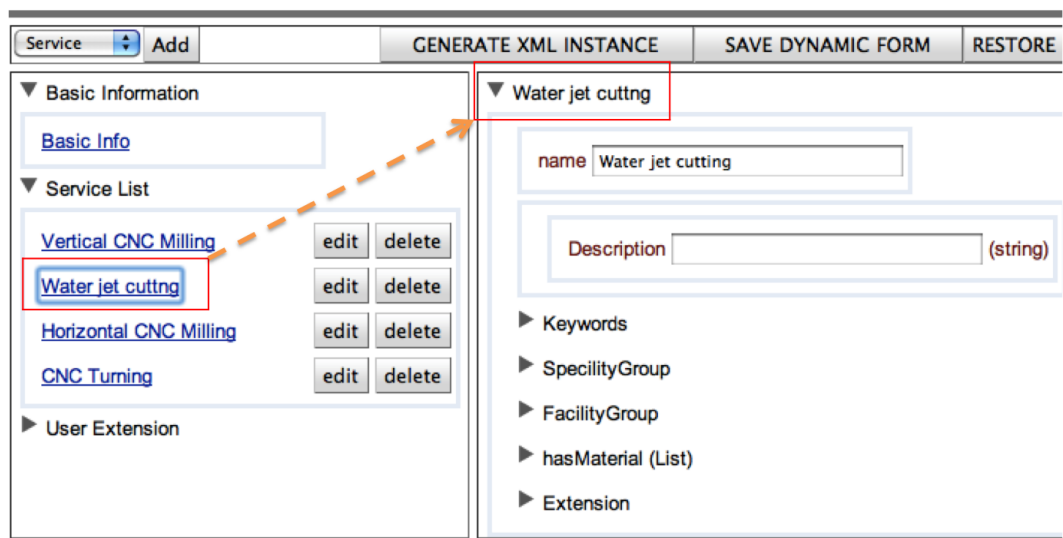 Service Add GENERATE XML INSTANCE SAVE DYNAMIC FORM RESTORE
Basic Information
Basic Info
Service List
Vertical CNC Milling edit delete
Water jet cuttng edit delete
Horizontal CNC Milling edit delete
CNC Turning edit delete
User Extension
Water jet cuttng
name Water jet cutting
Description (string)
Keywords
SpecilityGroup
FacilityGroup
hasMaterial (List)
Extension